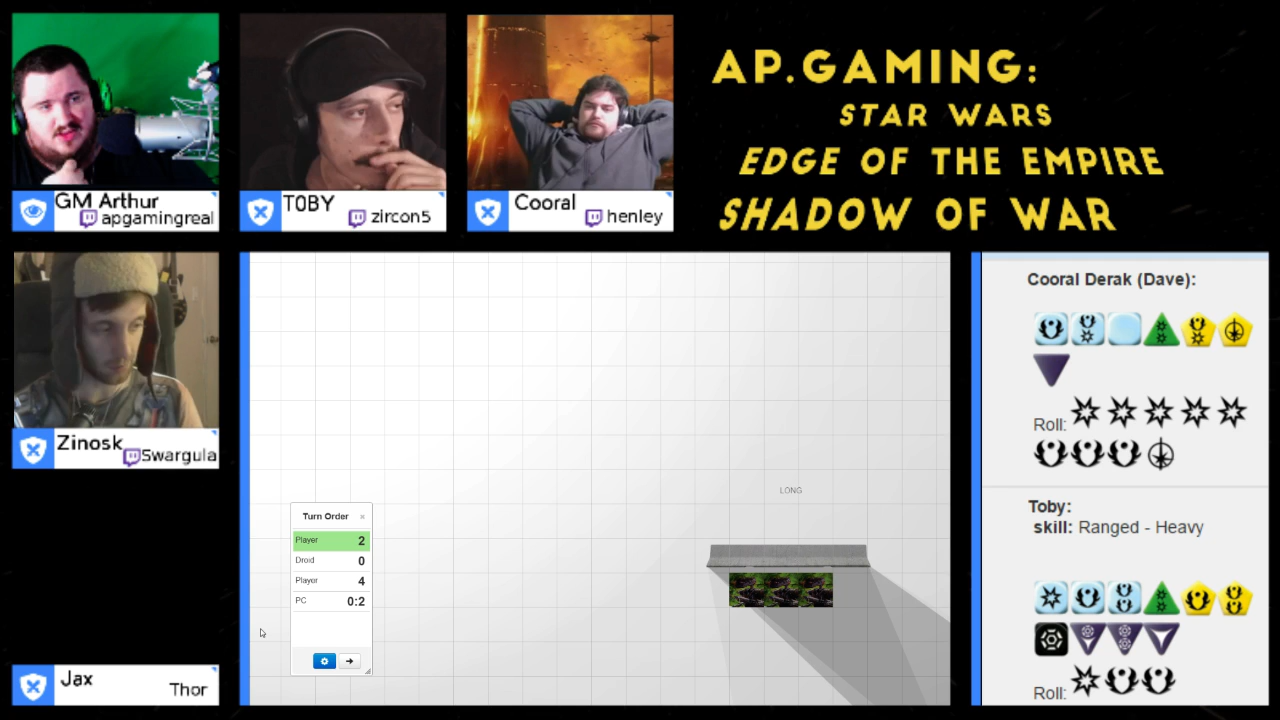 GM Arthur
apgamingreal
TOBY
zircon5
Cooral
henley
AP.GAMING:
STAR WARS
EDGE OF THE EMPIRE
SHADOW OF WAR
Zinosk
Swargula
Jax
Thor
LONG
Turn Order ×
Player 2
Droid 0
Player 4
PC 0:2
Cooral Derak (Dave):
Roll:
Toby:
skill: Ranged - Heavy
Roll: